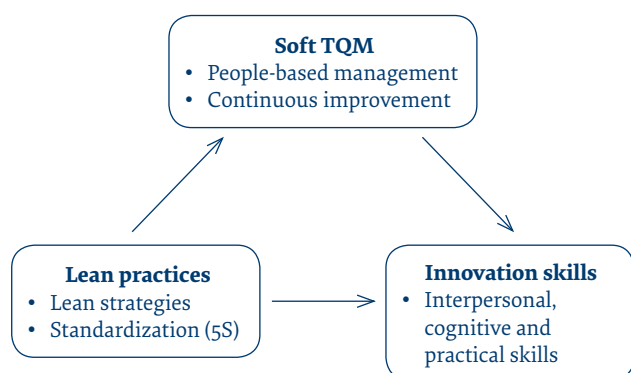 Soft TQM
• People-based management
• Continuous improvement
Lean practices
• Lean strategies
• Standardization (5S)
Innovation skills
• Interpersonal,
cognitive and
practical skills